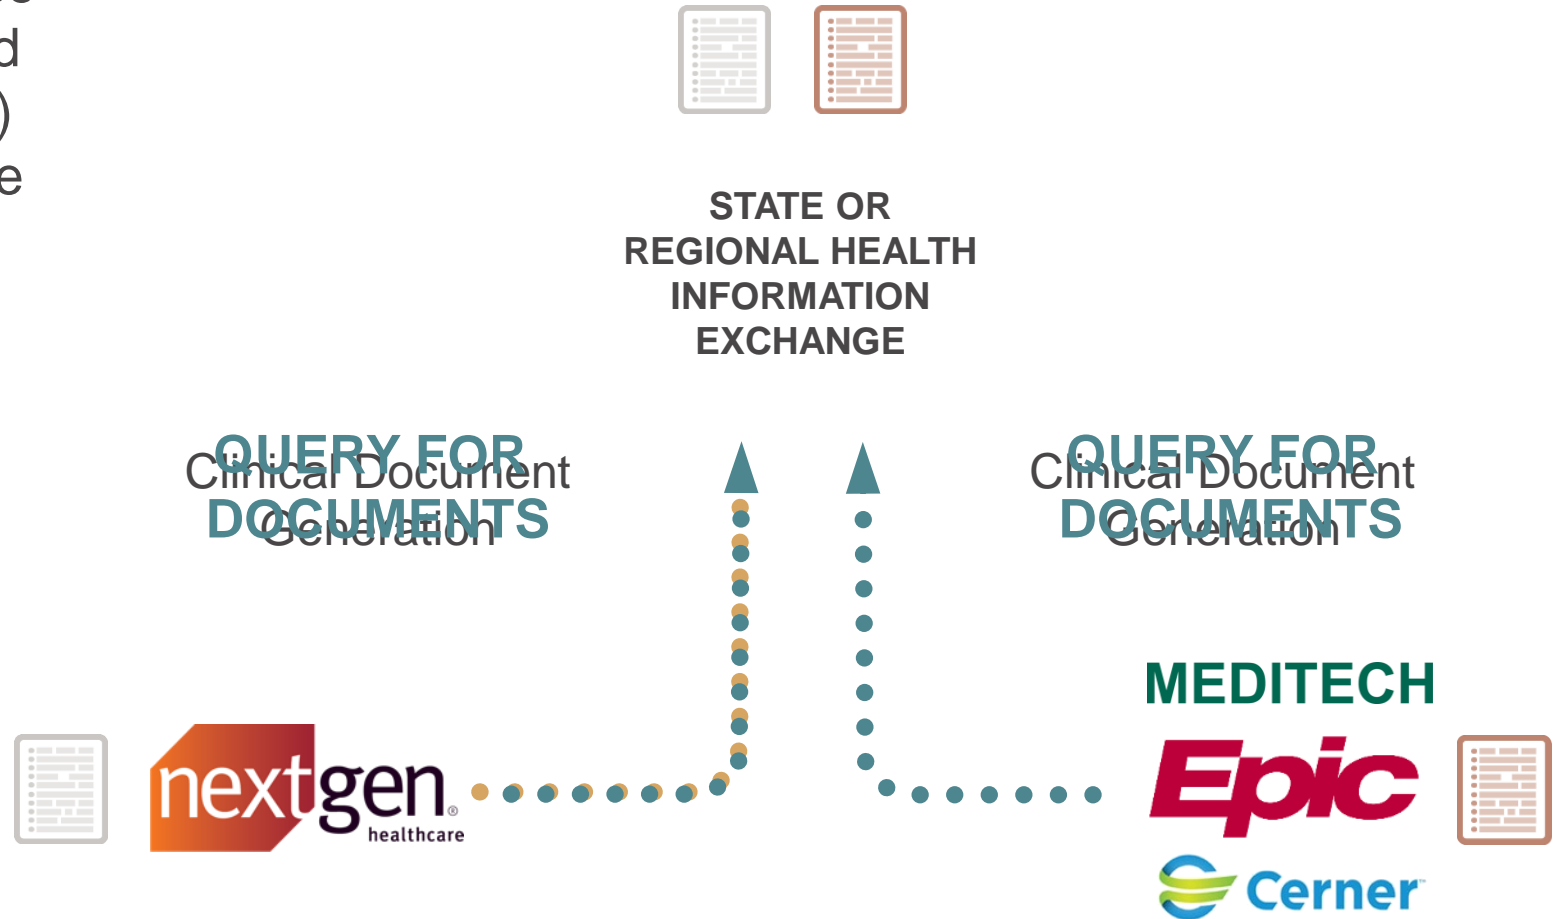 d
)
e
STATE OR
REGIONAL HEALTH
INFORMATION
EXCHANGE
QUERY FOR
DOCUMENTS
Clinical Document
Generation
QUERY FOR
DOCUMENTS
Clinical Document
Generation
MEDITECH
nextgen®
healthcare
Epic
Cerner™